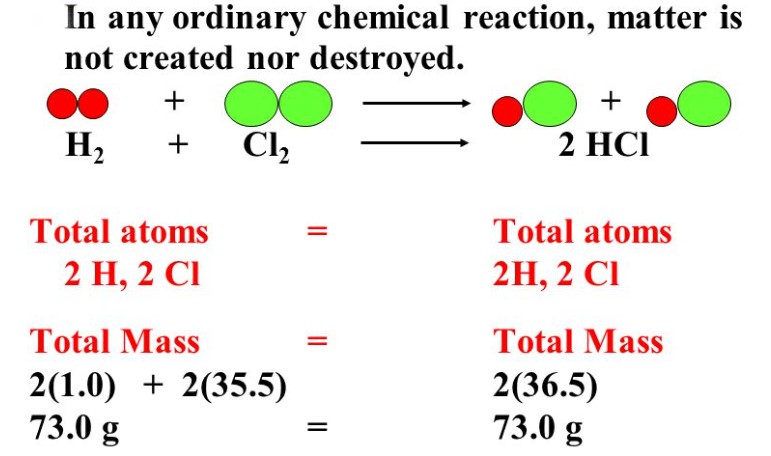 In any ordinary chemical reaction, matter is
not created nor destroyed.
+ +
H₂ + Cl₂ 2 HCl
Total atoms = Total atoms
2 H, 2 Cl 2H, 2 Cl
Total Mass = Total Mass
2(1.0) + 2(35.5) 2(36.5)
73.0 g = 73.0 g